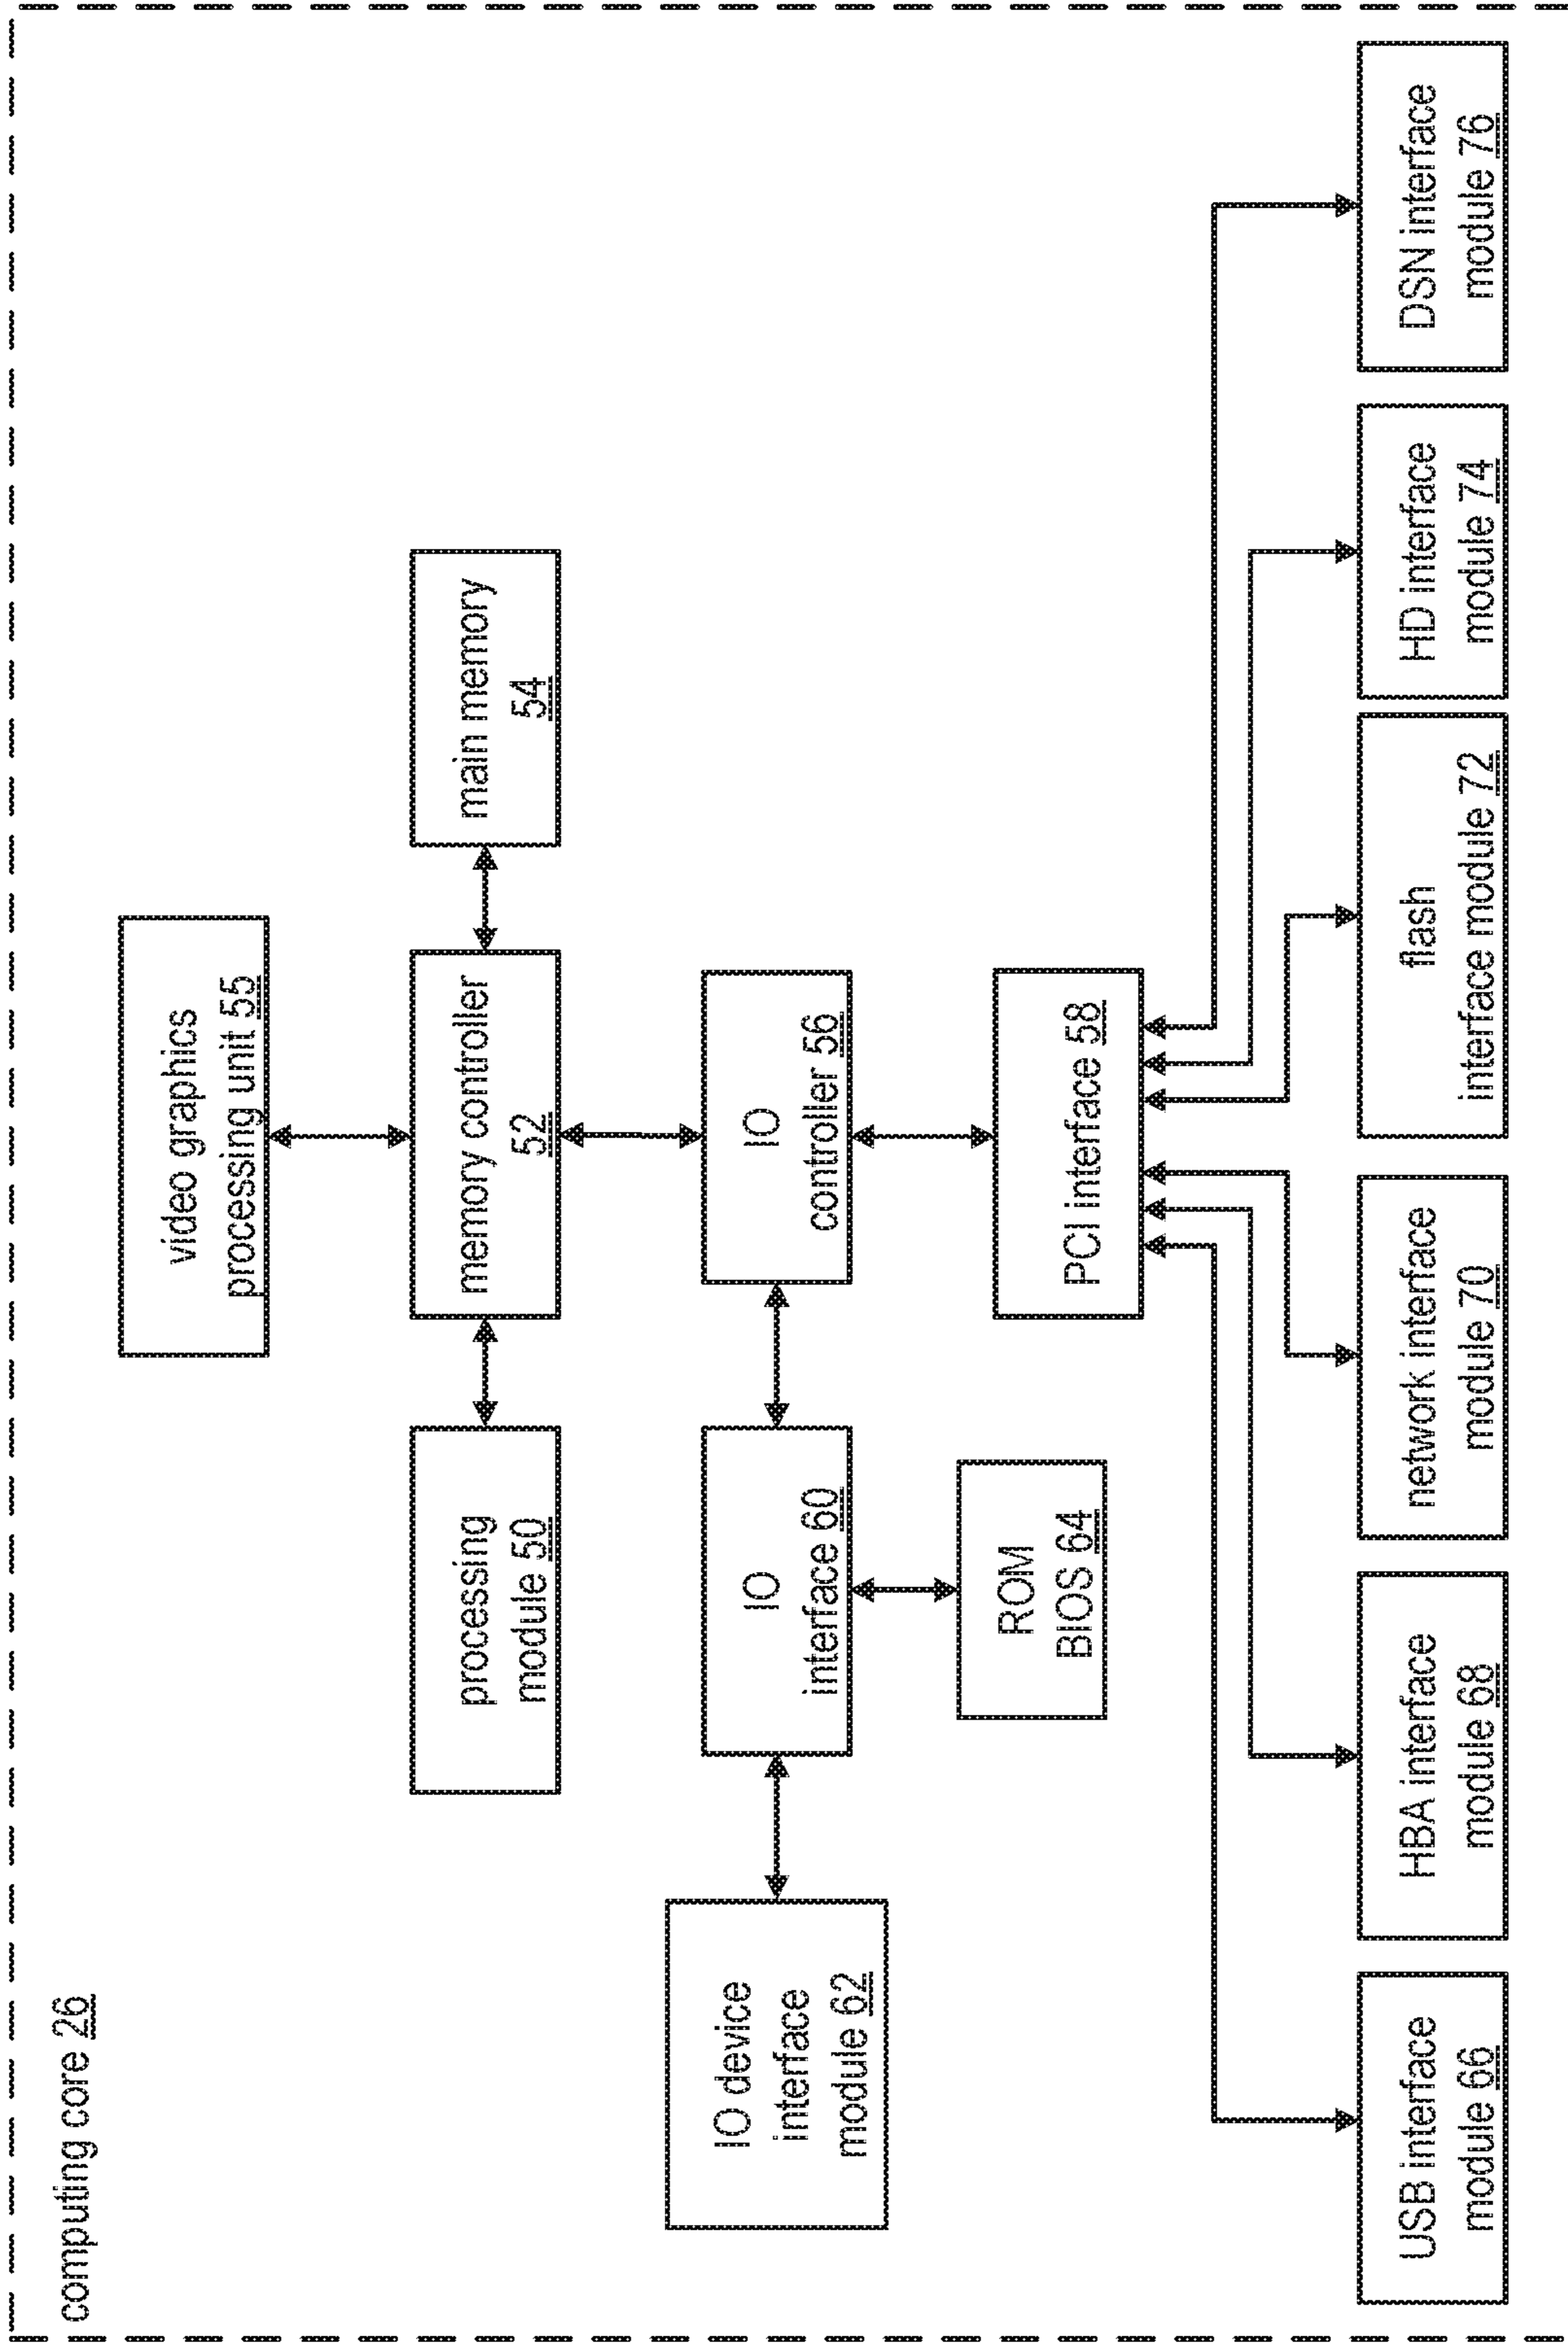 computing core 26
video graphics
processing unit 55
processing
module 50
memory controller
52
main memory
54
IO device
interface
module 62
IO
interface 60
IO
controller 56
ROM
BIOS 64
PCI interface 58
USB interface
module 66
HBA interface
module 68
network interface
module 70
flash
interface module 72
HD interface
module 74
DSN interface
module 76